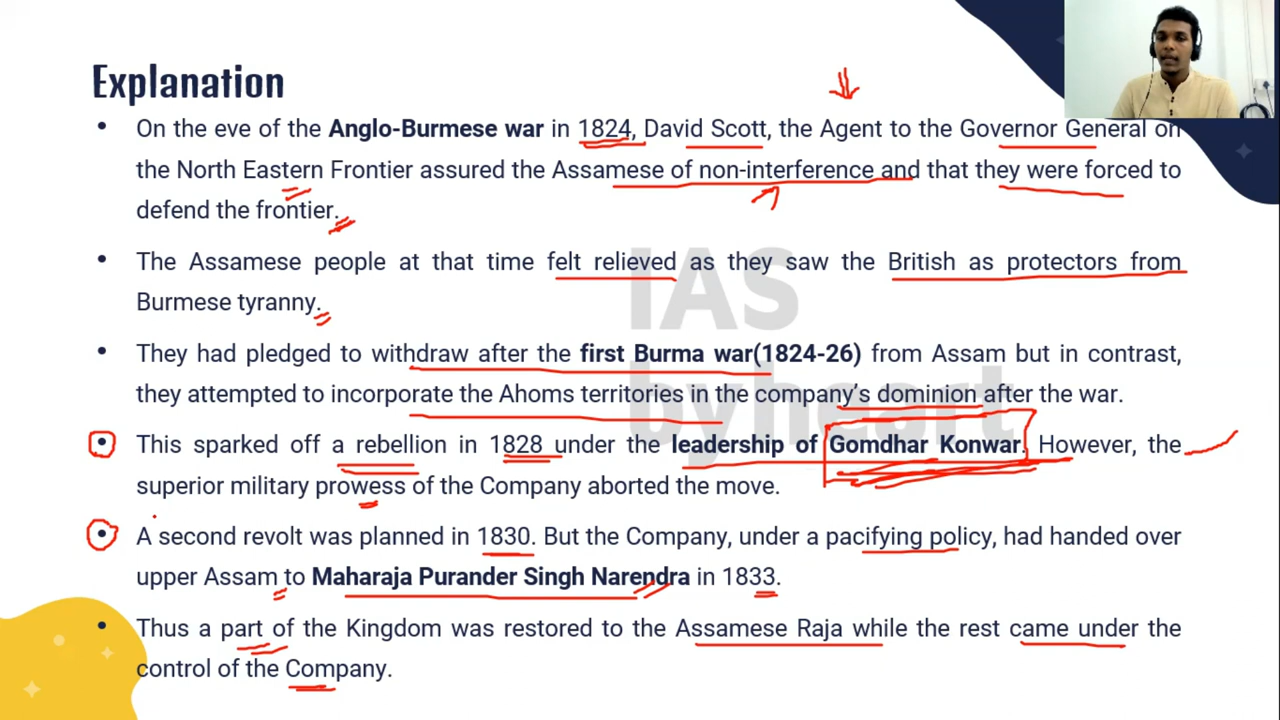 Explanation
• On the eve of the Anglo-Burmese war in 1824, David Scott, the Agent to the Governor General on
the North Eastern Frontier assured the Assamese of non-interference and that they were forced to
defend the frontier.
• The Assamese people at that time felt relieved as they saw the British as protectors from
Burmese tyranny.
• They had pledged to withdraw after the first Burma war(1824-26) from Assam but in contrast,
they attempted to incorporate the Ahoms territories in the company's dominion after the war.
• This sparked off a rebellion in 1828 under the leadership of Gomdhar Konwar. However, the
superior military prowess of the Company aborted the move.
• A second revolt was planned in 1830. But the Company, under a pacifying policy, had handed over
upper Assam to Maharaja Purander Singh Narendra in 1833.
• Thus a part of the Kingdom was restored to the Assamese Raja while the rest came under the
control of the Company.
IAS
byheart